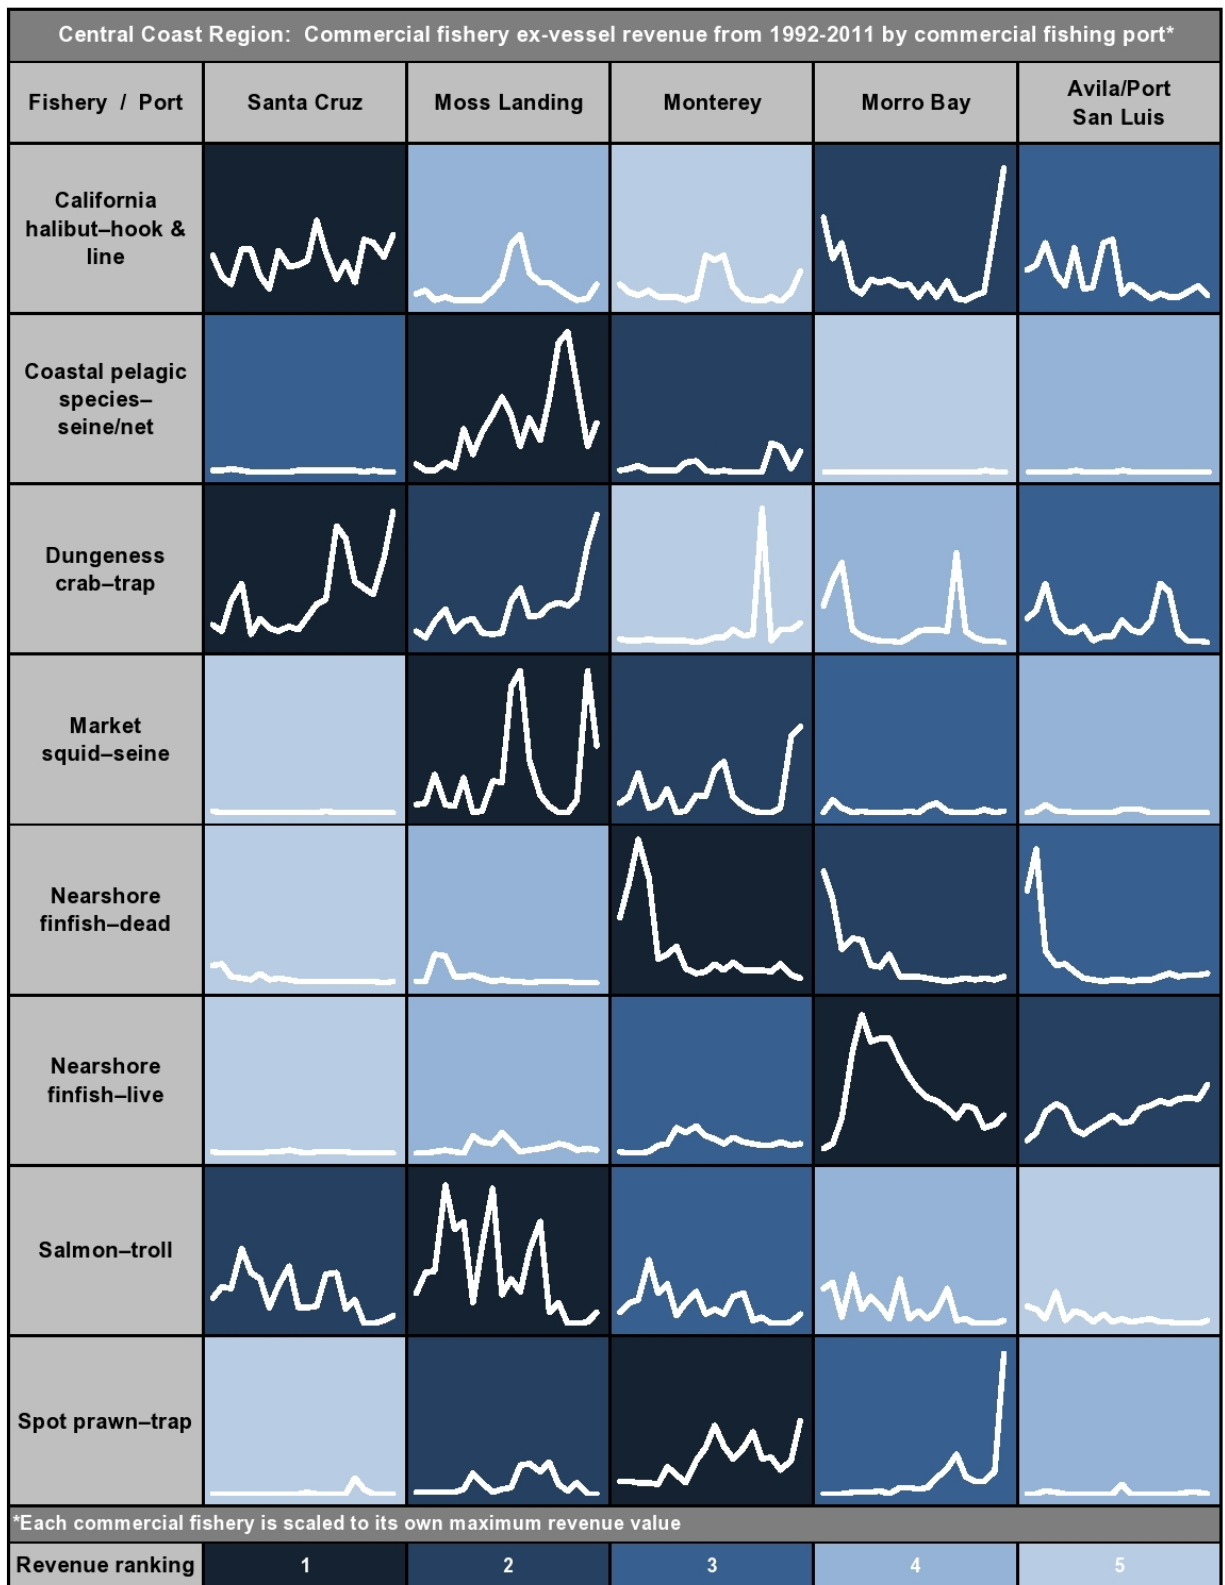 Central Coast Region:  Commercial fishery ex-vessel revenue from 1992-2011 by commercial fishing port*
Fishery / Port
Santa Cruz
Moss Landing
Monterey
Morro Bay
Avila/Port
San Luis
California
halibut–hook &
line
Coastal pelagic
species–
seine/net
Dungeness
crab–trap
Market
squid–seine
Nearshore
finfish–dead
Nearshore
finfish–live
Salmon–troll
Spot prawn–trap
*Each commercial fishery is scaled to its own maximum revenue value
Revenue ranking
1
2
3
4
5